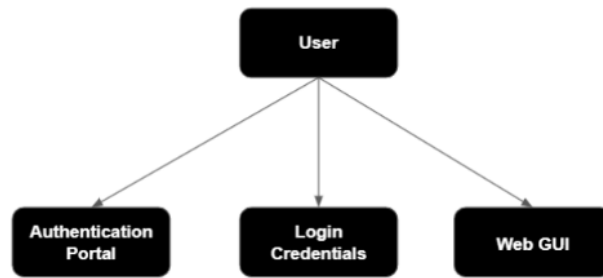 User
Authentication
Portal
Login
Credentials
Web GUI